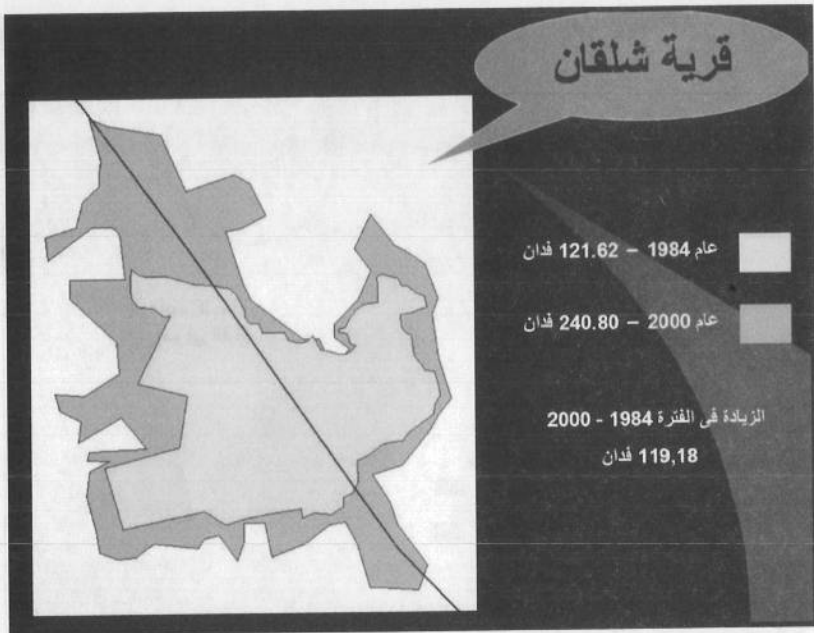 قرية شلقان
عام 1984 – 121.62 فدان
عام 2000 – 240.80 فدان
الزيادة فى الفترة 1984 - 2000
119,18 فدان